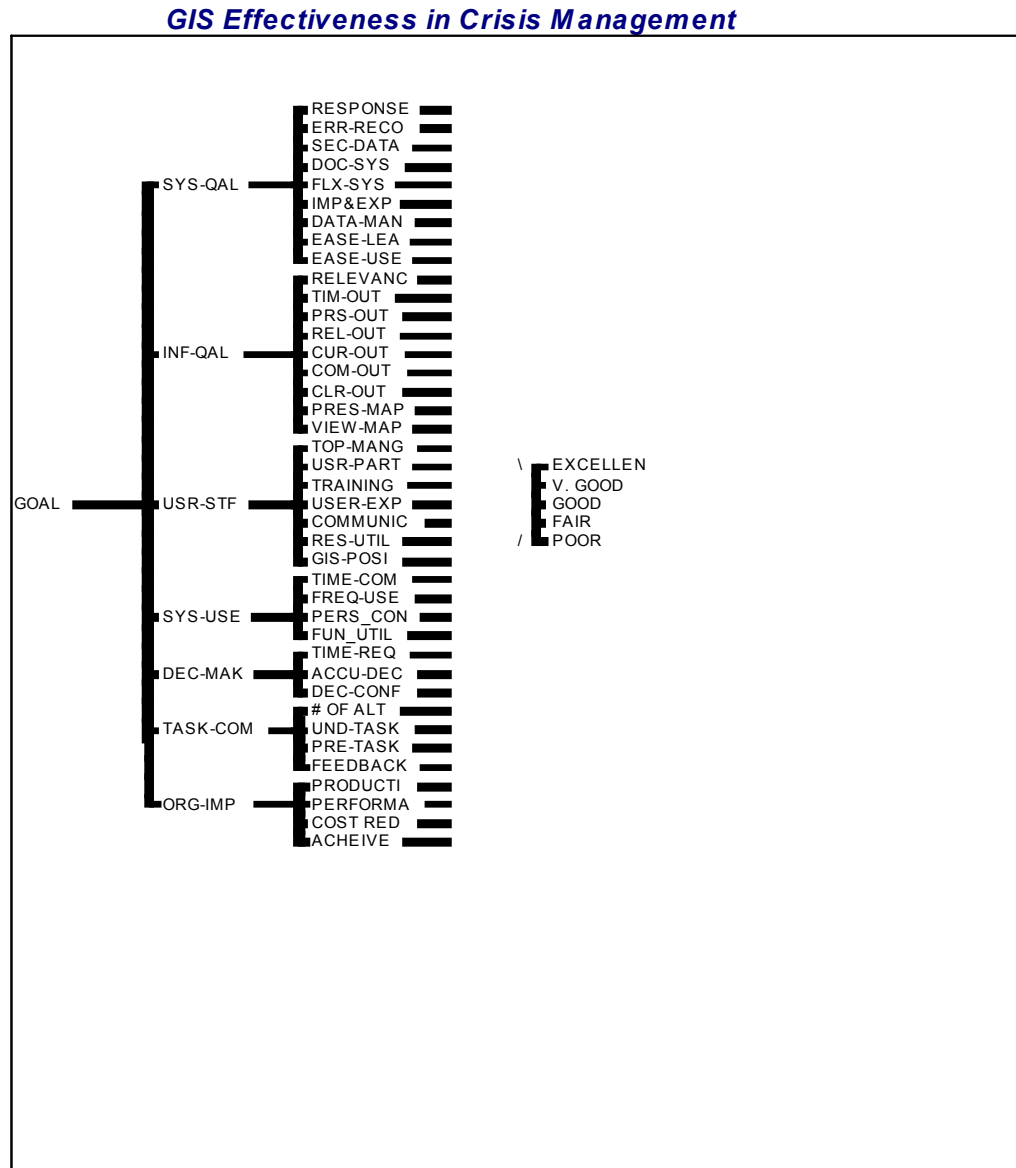 GIS Effectiveness in Crisis Management
RESPONSE
ERR-RECO
SEC-DATA
DOC-SYS
SYS-QAL
FLX-SYS
IMP&EXP
DATA-MAN
EASE-LEA
EASE-USE
RELEVANC
TIM-OUT
PRS-OUT
REL-OUT
INF-QAL
CUR-OUT
COM-OUT
CLR-OUT
PRES-MAP
VIEW-MAP
TOP-MANG
USR-PART
TRAINING
GOAL
USR-STF
USER-EXP
COMMUNIC
RES-UTIL
GIS-POSI
\ EXCELLEN
V. GOOD
GOOD
FAIR
/ POOR
TIME-COM
FREQ-USE
SYS-USE
PERS_CON
FUN_UTIL
TIME-REQ
DEC-MAK
ACCU-DEC
DEC-CONF
# OF ALT
TASK-COM
UND-TASK
PRE-TASK
FEEDBACK
PRODUCTI
ORG-IMP
PERFORMA
COST RED
ACHEIVE